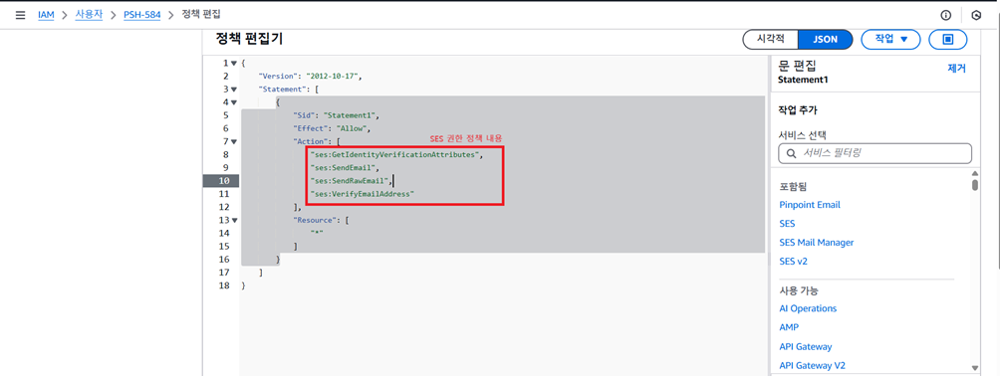 IAM > 사용자 > PSH-584 > 정책 편집
정책 편집기
시각적
JSON
작업
1 {
2 "Version": "2012-10-17",
3 "Statement": [
4 {
5 "Sid": "Statement1",
6 "Effect": "Allow",
7 "Action": [
SES 권한 정책 내용
8 "ses:GetIdentityVerificationAttributes",
9 "ses:SendEmail",
10 "ses:SendRawEmail",
11 "ses:VerifyEmailAddress"
12 ],
13 "Resource": [
14 "*"
15 ]
16 }
17 ]
18 }
문 편집
Statement1
제거
작업 추가
서비스 선택
서비스 필터링
포함됨
Pinpoint Email
SES
SES Mail Manager
SES v2
사용 가능
AI Operations
AMP
API Gateway
API Gateway V2